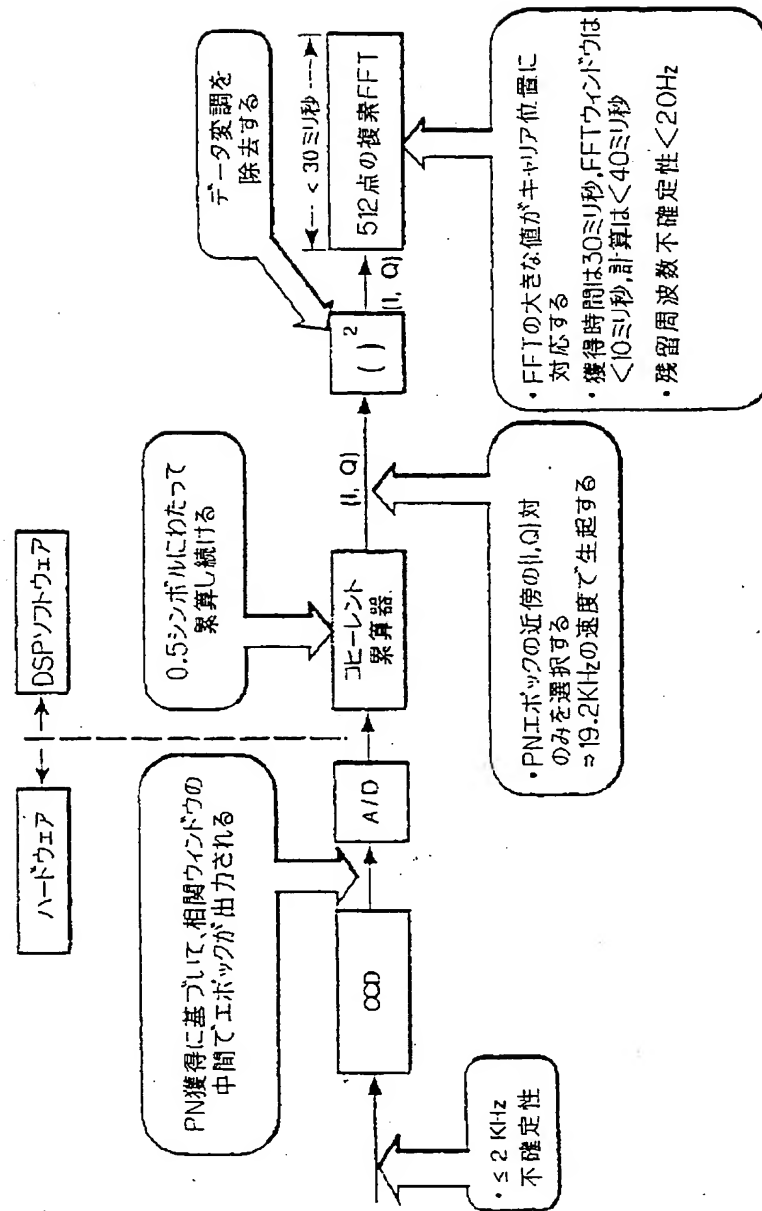 ハードウェア
DSPソフトウェア
PN獲得に基づいて、相関ウィンドウの
中間でエポックが出力される
0.5シンボルにわたって
累算し続ける
データ変調を
除去する
CCD
A/D
コヒーレント
累算器
(I, Q)
( )²
(I, Q)
< 30ミリ秒
512点の複素FFT
・≤2 KHz
不確定性
・PNエポックの近傍の(I,Q)対
のみを選択する
⇒19.2KHzの速度で生起する
・FFTの大きな値がキャリア位置に
対応する
・獲得時間は30ミリ秒,FFTウィンドウは
<10ミリ秒,計算は<40ミリ秒
・残留周波数不確定性<20Hz